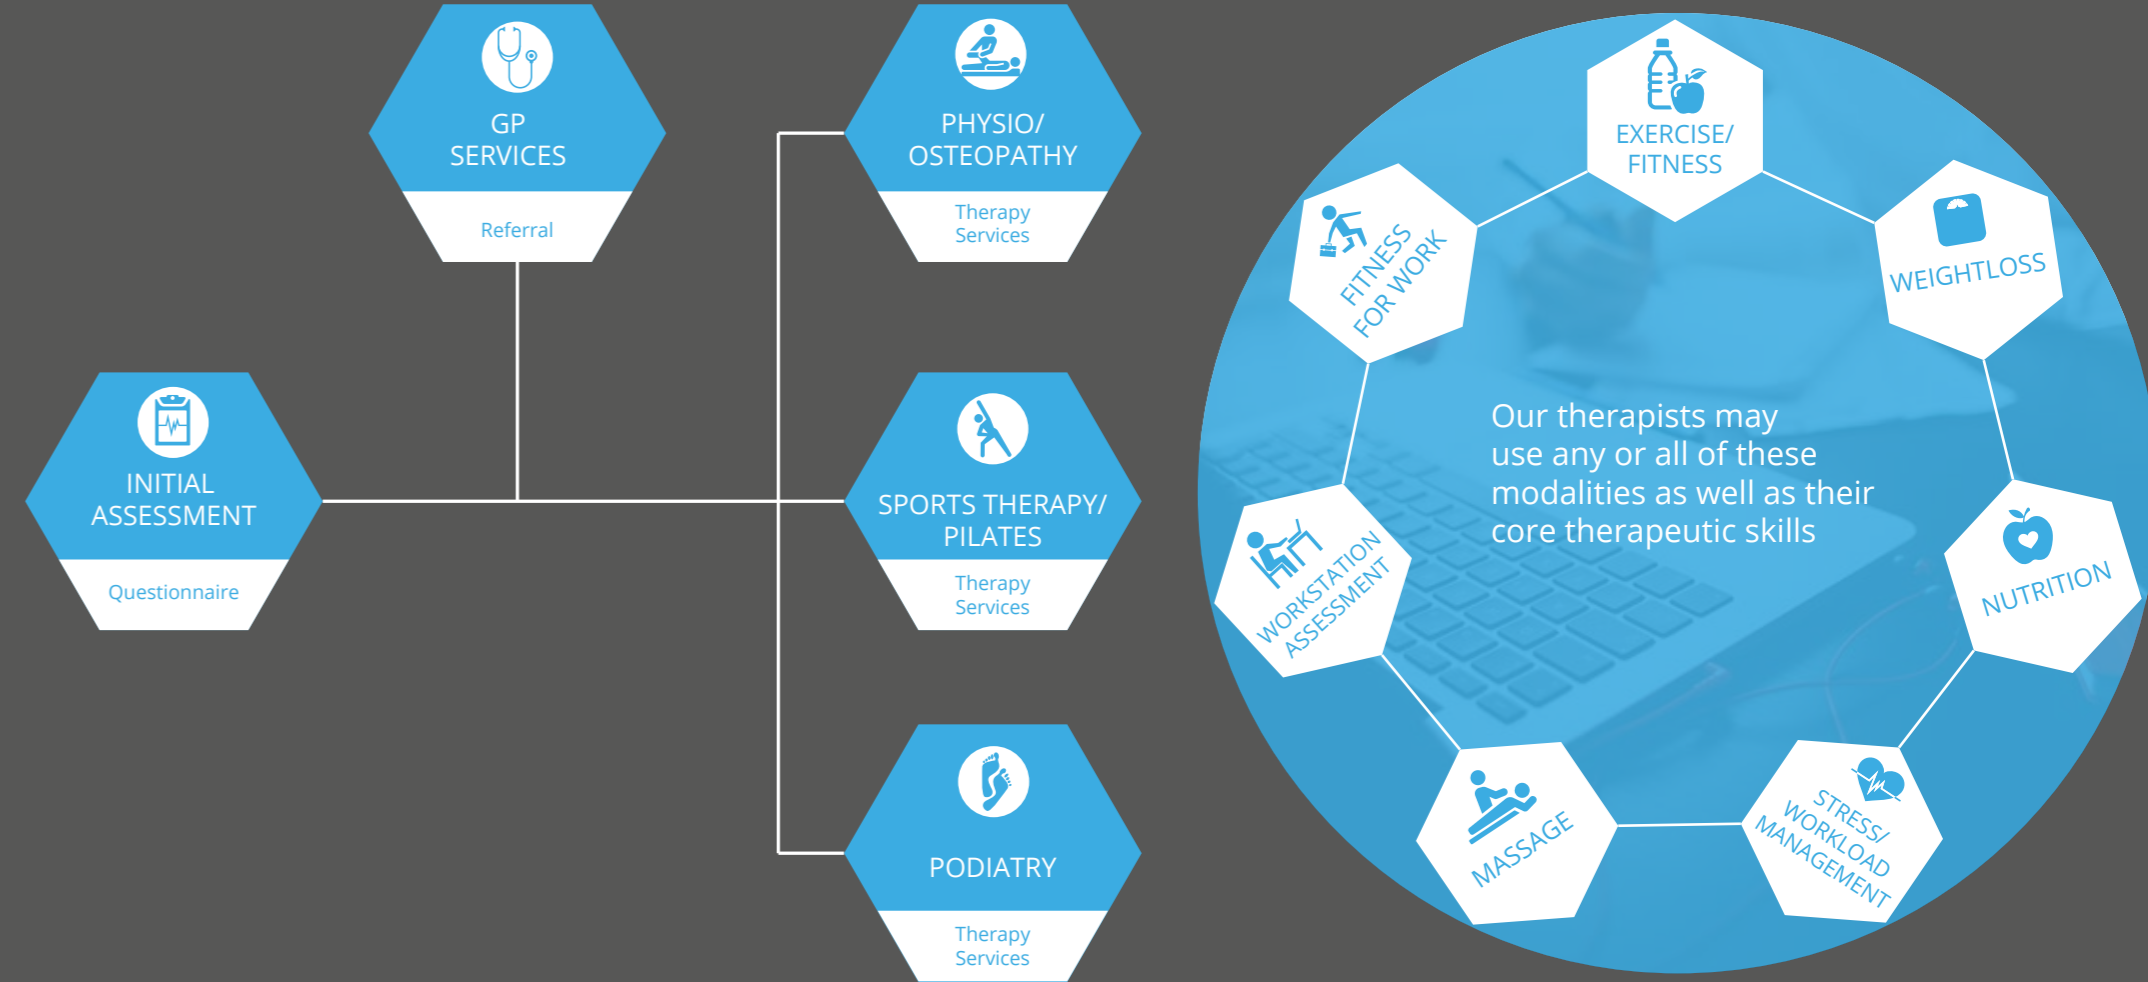 GP
SERVICES
Referral
INITIAL
ASSESSMENT
Questionnaire
PHYSIO/
OSTEOPATHY
Therapy
Services
SPORTS THERAPY/
PILATES
Therapy
Services
PODIATRY
Therapy
Services
EXERCISE/
FITNESS
WEIGHTLOSS
NUTRITION
STRESS/
WORKLOAD
MANAGEMENT
MASSAGE
WORKSTATION
ASSESSMENT
FITNESS
FOR WORK
Our therapists may
use any or all of these
modalities as well as their
core therapeutic skills